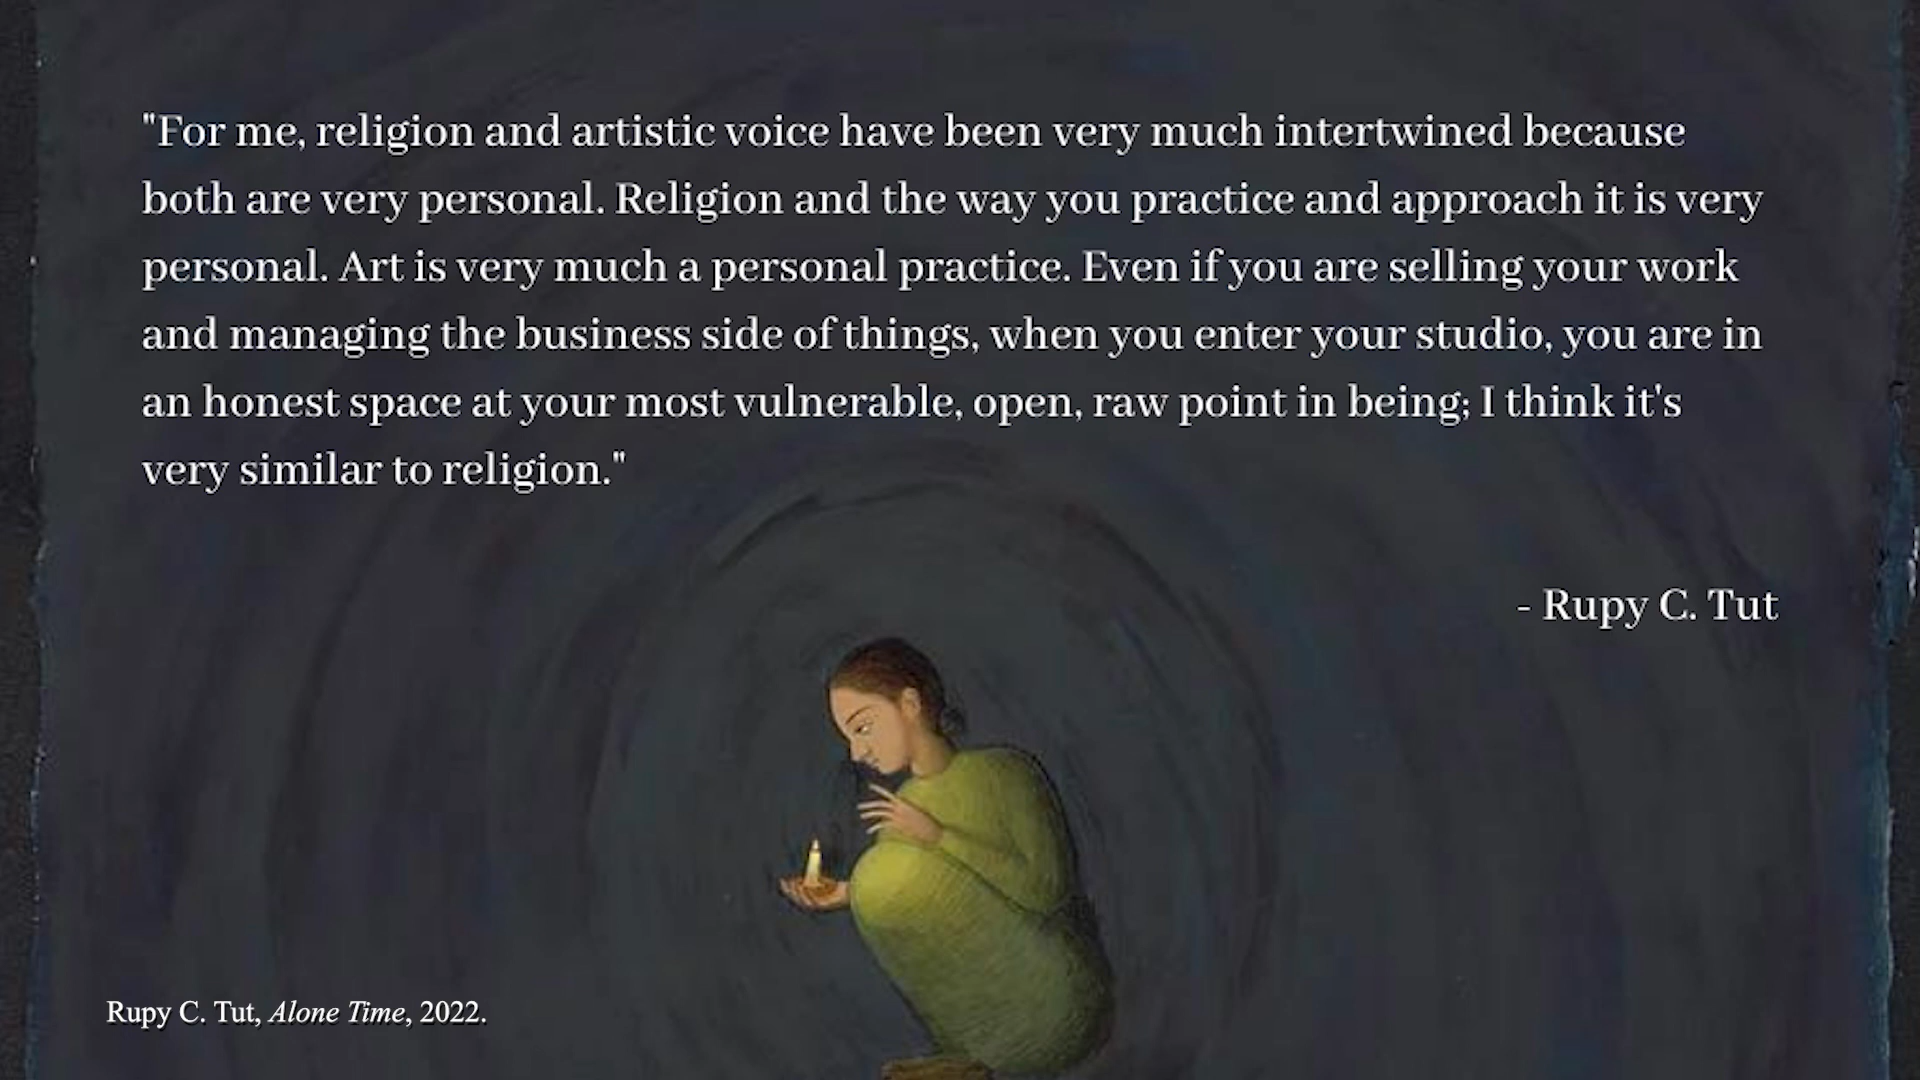 "For me, religion and artistic voice have been very much intertwined because
both are very personal. Religion and the way you practice and approach it is very
personal. Art is very much a personal practice. Even if you are selling your work
and managing the business side of things, when you enter your studio, you are in
an honest space at your most vulnerable, open, raw point in being; I think it's
very similar to religion."
- Rupy C. Tut
Rupy C. Tut, Alone Time, 2022.